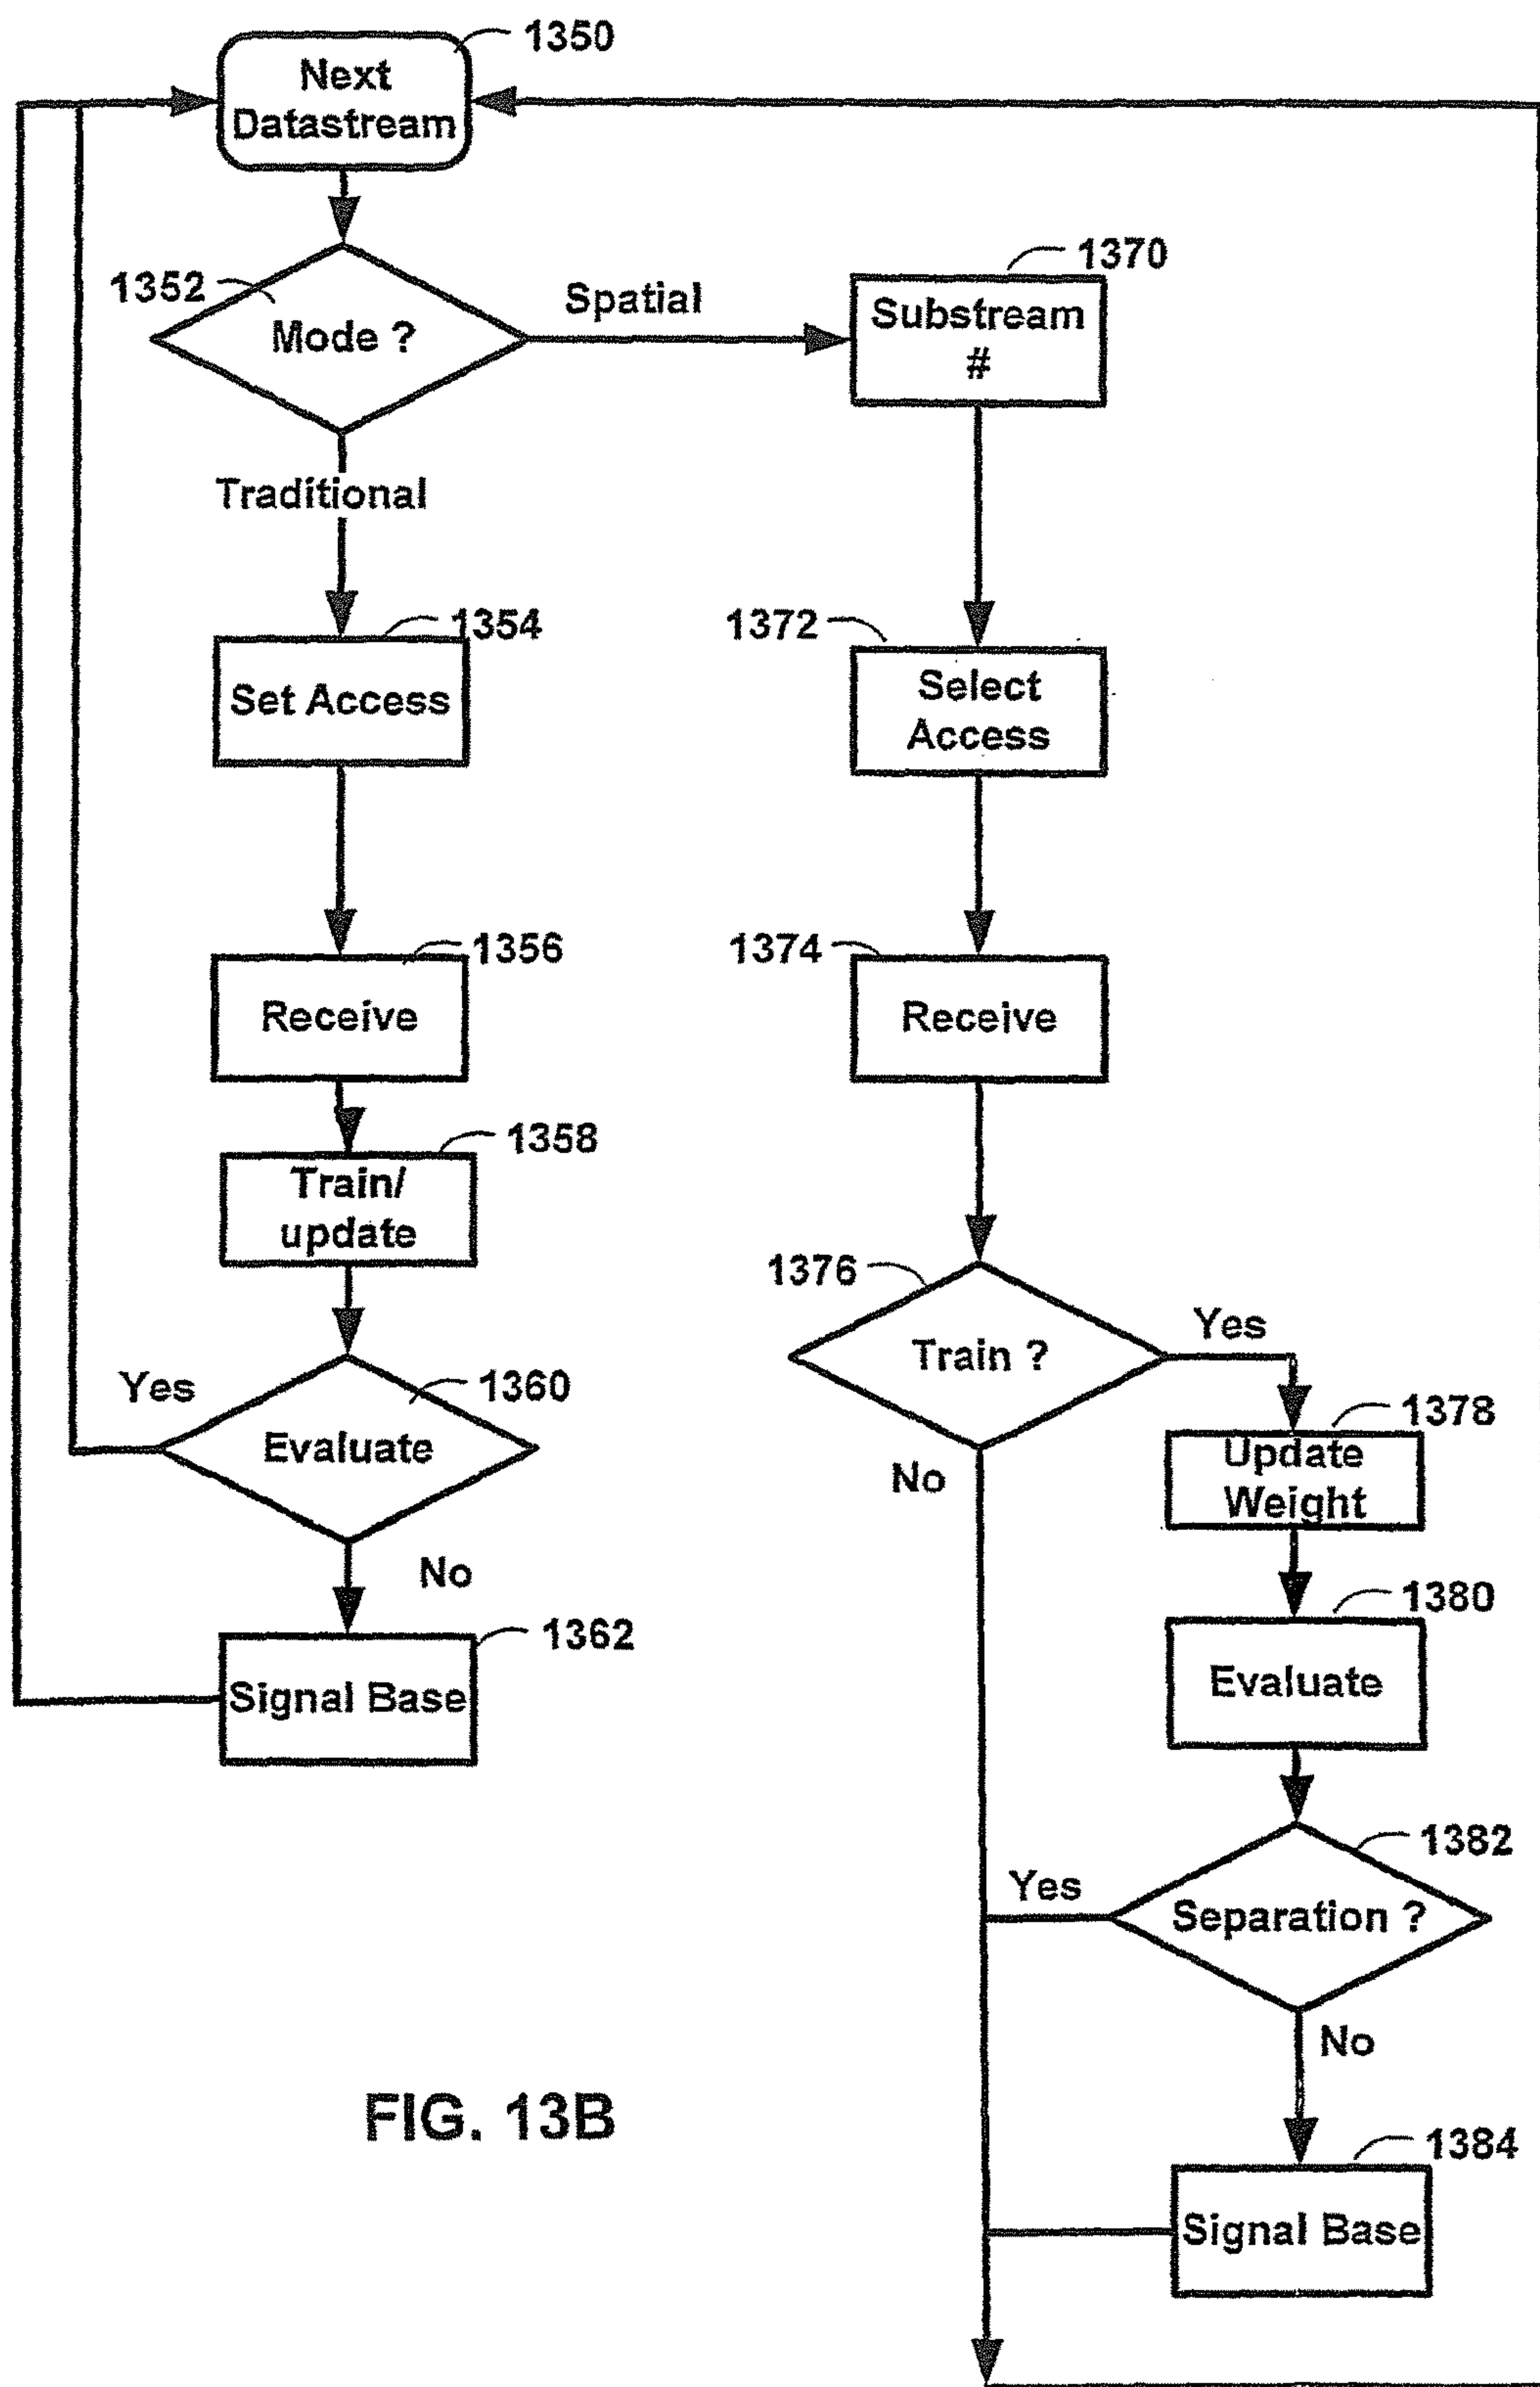 1350
Next
Datastream
1352
Mode ?
Spatial
1370
Substream
#
Traditional
1354
Set Access
1372
Select
Access
1356
Receive
1374
Receive
1358
Train/
update
1376
Train ?
Yes
No
Yes
1360
Evaluate
No
1378
Update
Weight
1362
Signal Base
1380
Evaluate
1382
Separation ?
Yes
No
1384
Signal Base
FIG. 13B